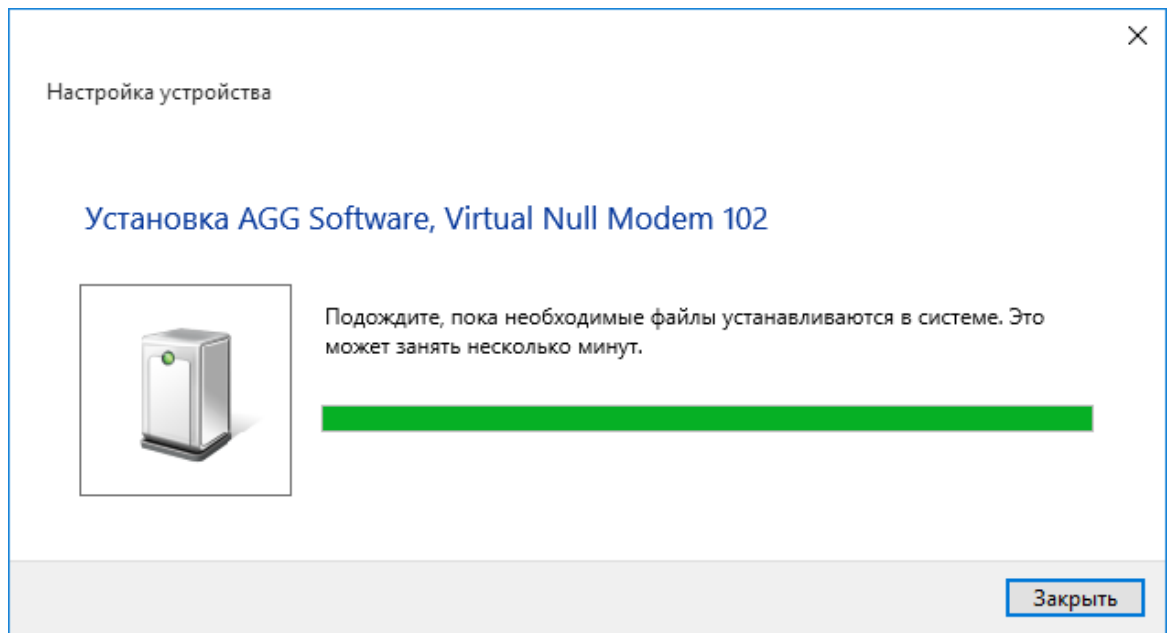 Настройка устройства
Установка AGG Software, Virtual Null Modem 102
Подождите, пока необходимые файлы устанавливаются в системе. Это
может занять несколько минут.
Закрыть